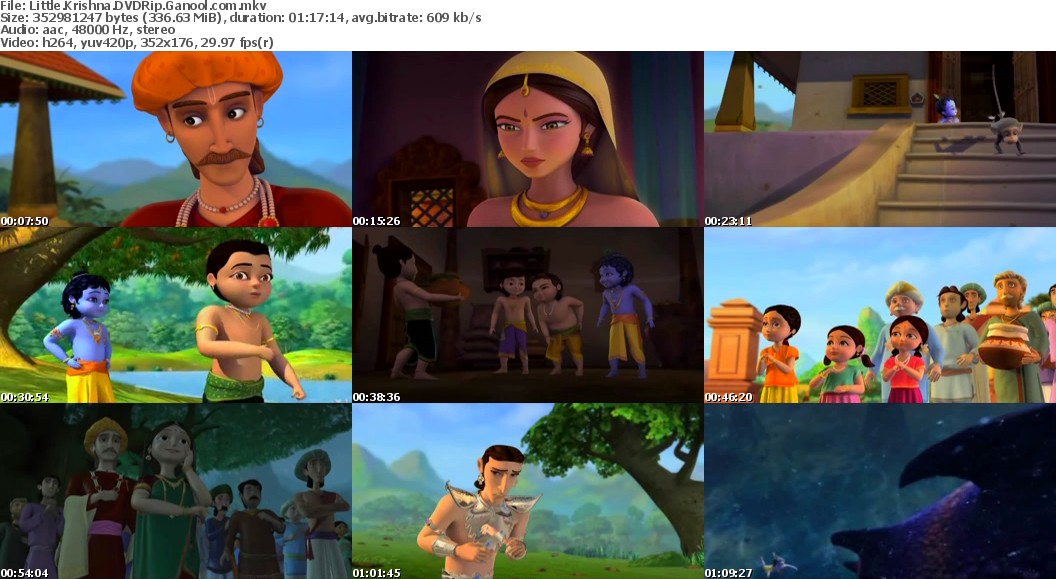 File: Little.Krishna.DVDRip.Ganool.com.mkv
Size: 352981247 bytes (336.63 MiB), duration: 01:17:14, avg.bitrate: 609 kb/s
Audio: aac, 48000 Hz, stereo
Video: h264, yuv420p, 352x176, 29.97 fps(r)
00:07:50
00:15:26
00:23:11
00:30:54
00:38:36
00:46:20
00:54:04
01:01:45
01:09:27